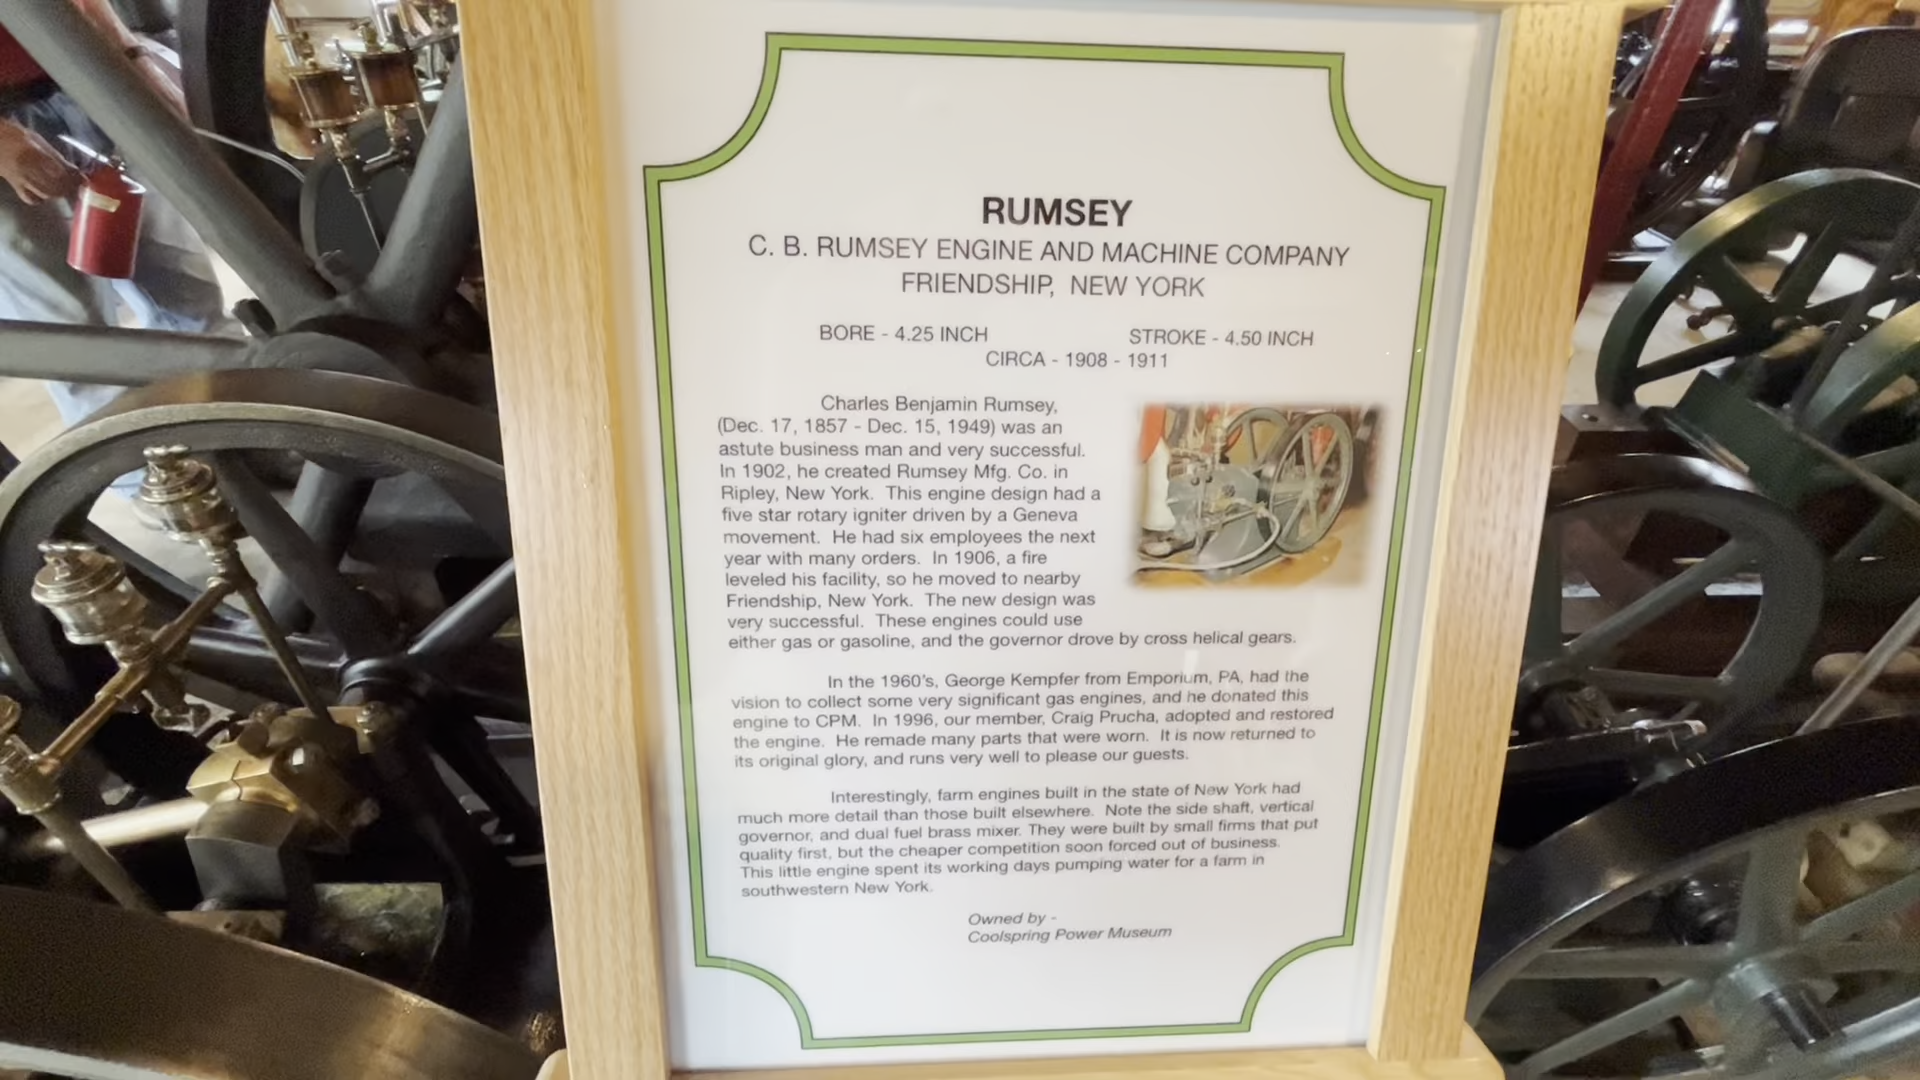 RUMSEY
C. B. RUMSEY ENGINE AND MACHINE COMPANY
FRIENDSHIP, NEW YORK
BORE - 4.25 INCH STROKE - 4.50 INCH
CIRCA - 1908 - 1911
Charles Benjamin Rumsey,
(Dec. 17, 1857 - Dec. 15, 1949) was an
astute business man and very successful.
In 1902, he created Rumsey Mfg. Co. in
Ripley, New York. This engine design had a
five star rotary igniter driven by a Geneva
movement. He had six employees the next
year with many orders. In 1906, a fire
leveled his facility, so he moved to nearby
Friendship, New York. The new design was
very successful. These engines could use
either gas or gasoline, and the governor drove by cross helical gears.
In the 1960's, George Kempfer from Emporium, PA, had the
vision to collect some very significant gas engines, and he donated this
engine to CPM. In 1996, our member, Craig Prucha, adopted and restored
the engine. He remade many parts that were worn. It is now returned to
its original glory, and runs very well to please our guests.
Interestingly, farm engines built in the state of New York had
much more detail than those built elsewhere. Note the side shaft, vertical
governor, and dual fuel brass mixer. They were built by small firms that put
quality first, but the cheaper competition soon forced out of business.
This little engine spent its working days pumping water for a farm in
southwestern New York.
Owned by -
Coolspring Power Museum